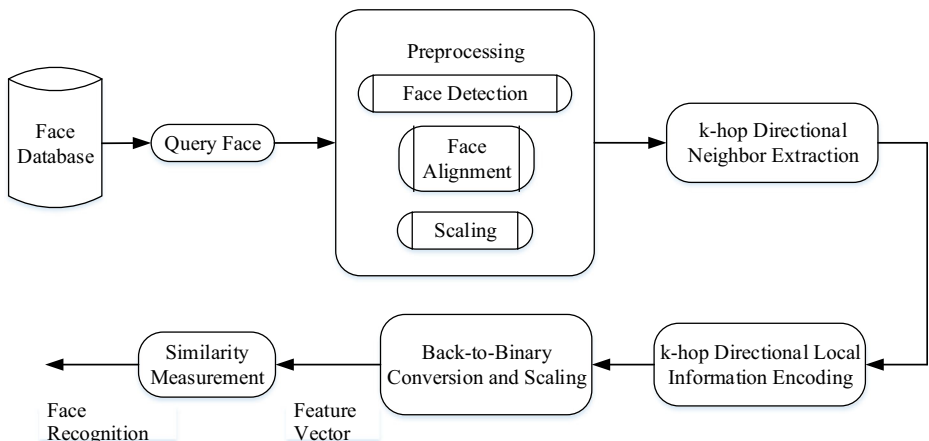 Face
Database
Query Face
Preprocessing
Face Detection
Face
Alignment
Scaling
k-hop Directional
Neighbor Extraction
k-hop Directional Local
Information Encoding
Back-to-Binary
Conversion and Scaling
Feature
Vector
Similarity
Measurement
Face
Recognition